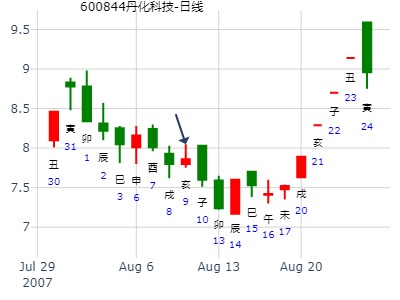 600844丹化科技-日线
9.5
9
8.5
8
7.5
7
丑
30
寅
31
卯
1
辰
2
巳
3
申
6
酉
7
戌
8
亥
9
子
10
卯
13
辰
14
巳
15
午
16
未
17
戌
20
亥
21
子
22
丑
23
寅
24
Jul 29
2007
Aug 6
Aug 13
Aug 20